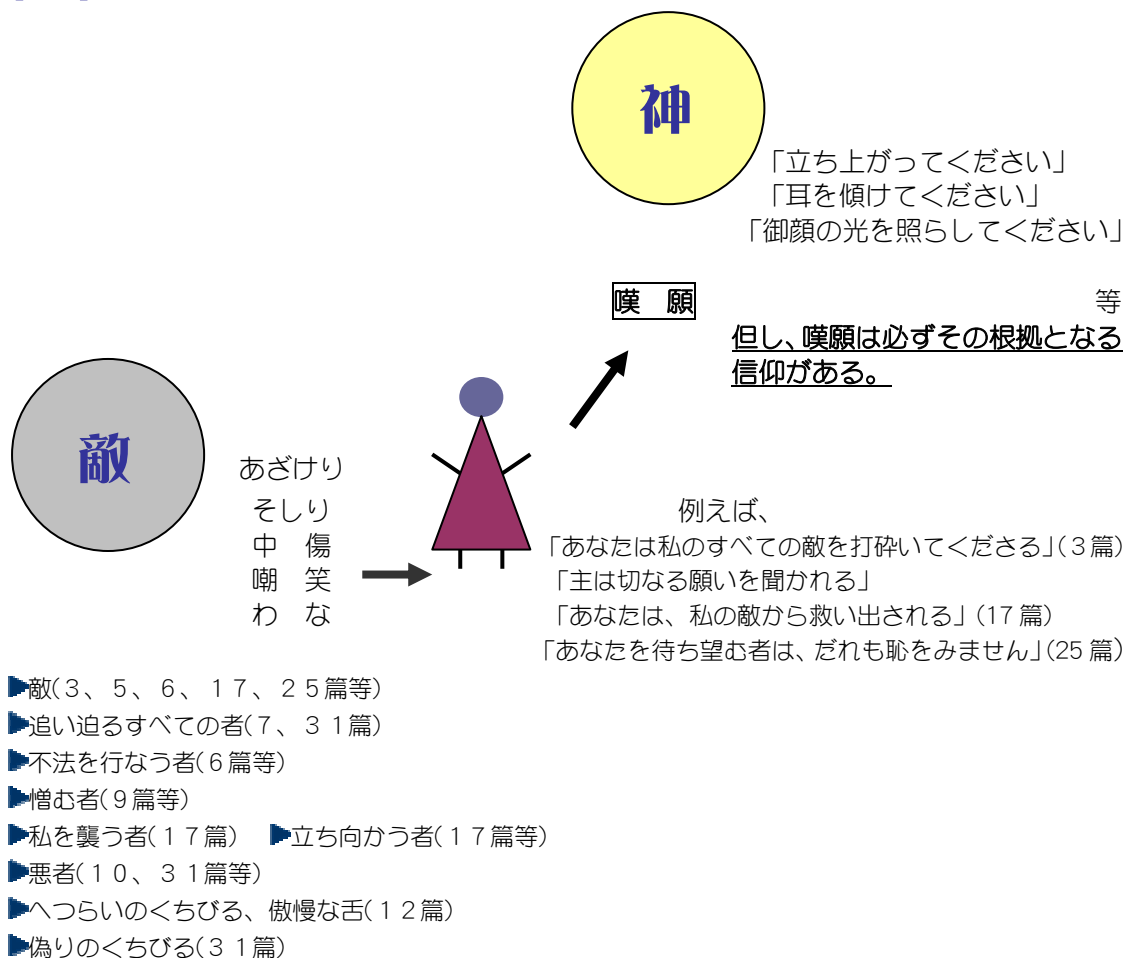 神
「立ち上がってください」
「耳を傾けてください」
「御顔の光を照らしてください」
嘆　願
等
但し、嘆願は必ずその根拠となる
信仰がある。
敵
あざけり
そしり
中　傷
嘲　笑
わ　な
例えば、
「あなたは私のすべての敵を打砕いてくださる」(３篇)
「主は切なる願いを聞かれる」
「あなたは、私の敵から救い出される」(17篇)
「あなたを待ち望む者は、だれも恥をみません」(25篇)
▶敵(３、５、６、１７、２５篇等)
▶追い迫るすべての者(７、３１篇)
▶不法を行なう者(６篇等)
▶憎む者(９篇等)
▶私を襲う者(１７篇)　▶立ち向かう者(１７篇等)
▶悪者(１０、３１篇等)
▶へつらいのくちびる、傲慢な舌(１２篇)
▶偽りのくちびる(３１篇)